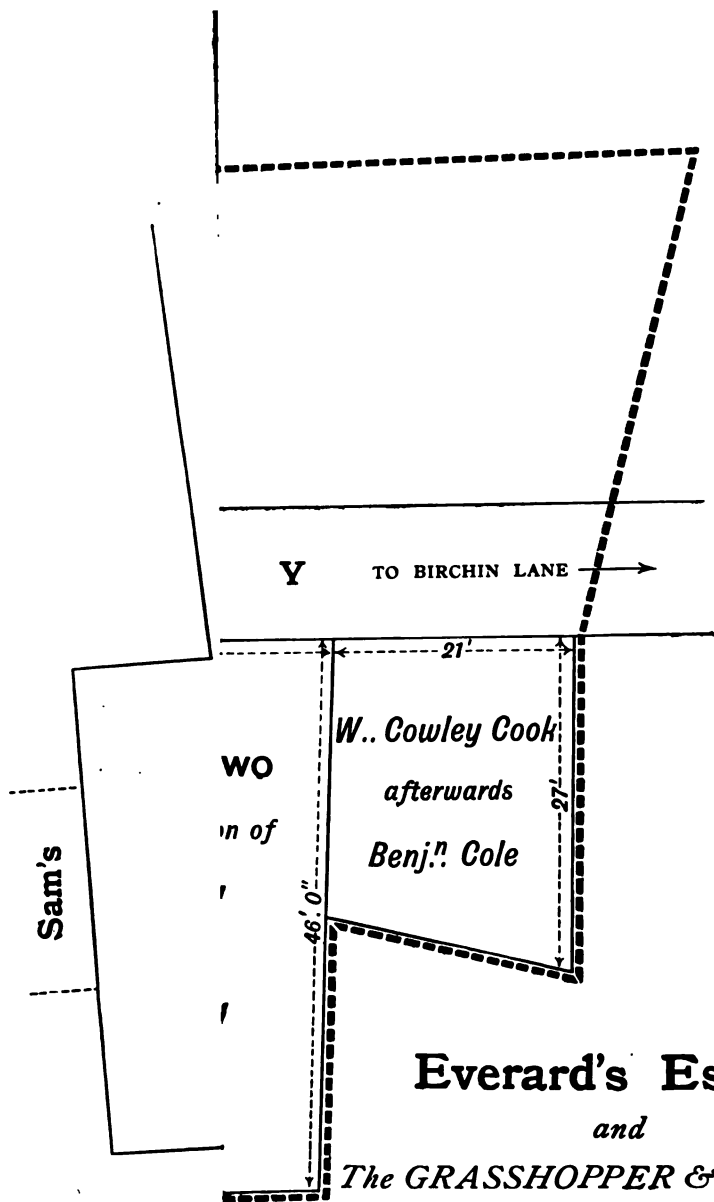 Y TO BIRCHIN LANE
21'
W.. Cowley Cook
afterwards
Benj.n. Cole
27'
WO
n of
46'. 0"
Sam's
Everard's Es
and
The GRASSHOPPER &